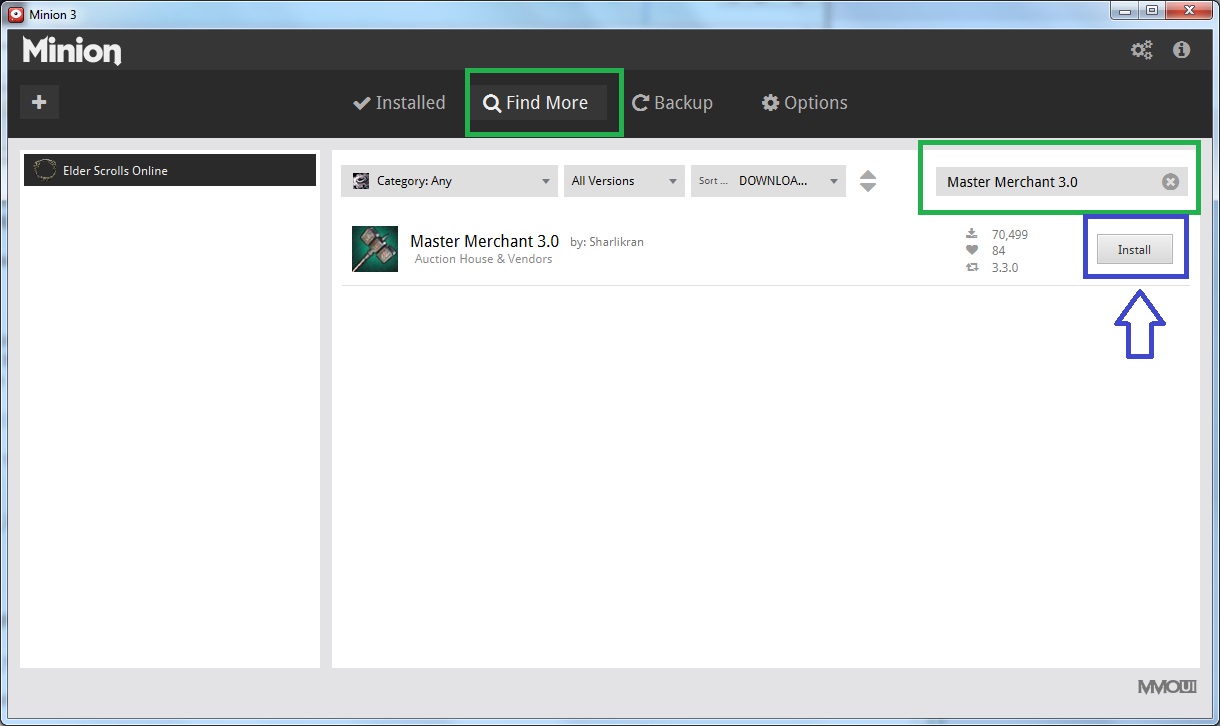 Minion 3
Minion
Installed
Find More
Backup
Options
Elder Scrolls Online
Category: Any
All Versions
Sort ... DOWNLOA...
Master Merchant 3.0
Master Merchant 3.0 by: Sharlikran
Auction House & Vendors
70,499
84
3.3.0
Install
MMOUI